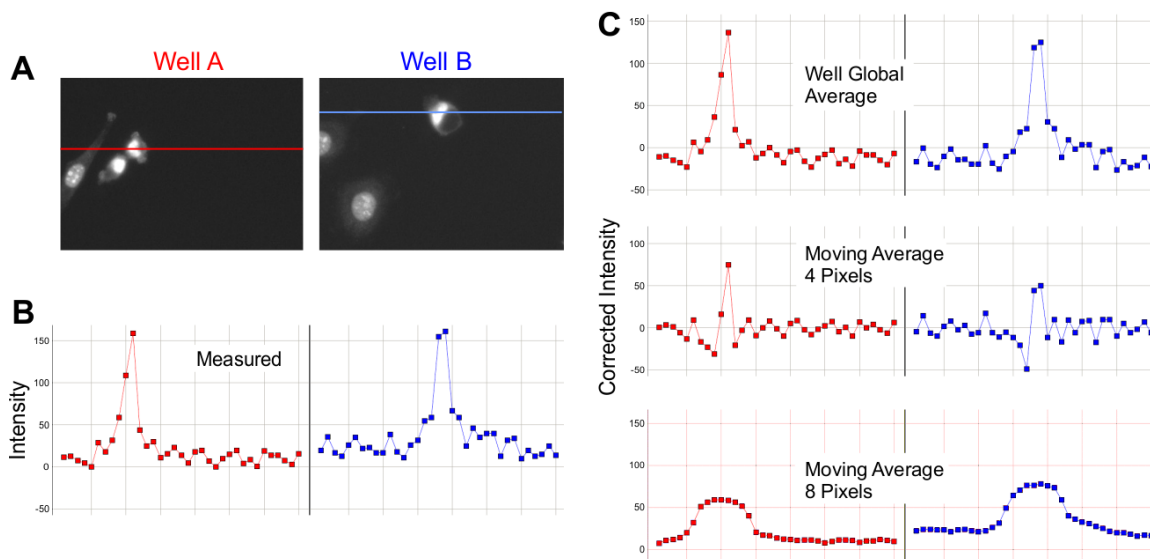 A
Well A
Well B
B
Intensity
150
100
50
0
-50
Measured
C
Corrected Intensity
150
100
50
0
-50
Well Global
Average
100
50
0
-50
Moving Average
4 Pixels
150
100
50
0
Moving Average
8 Pixels